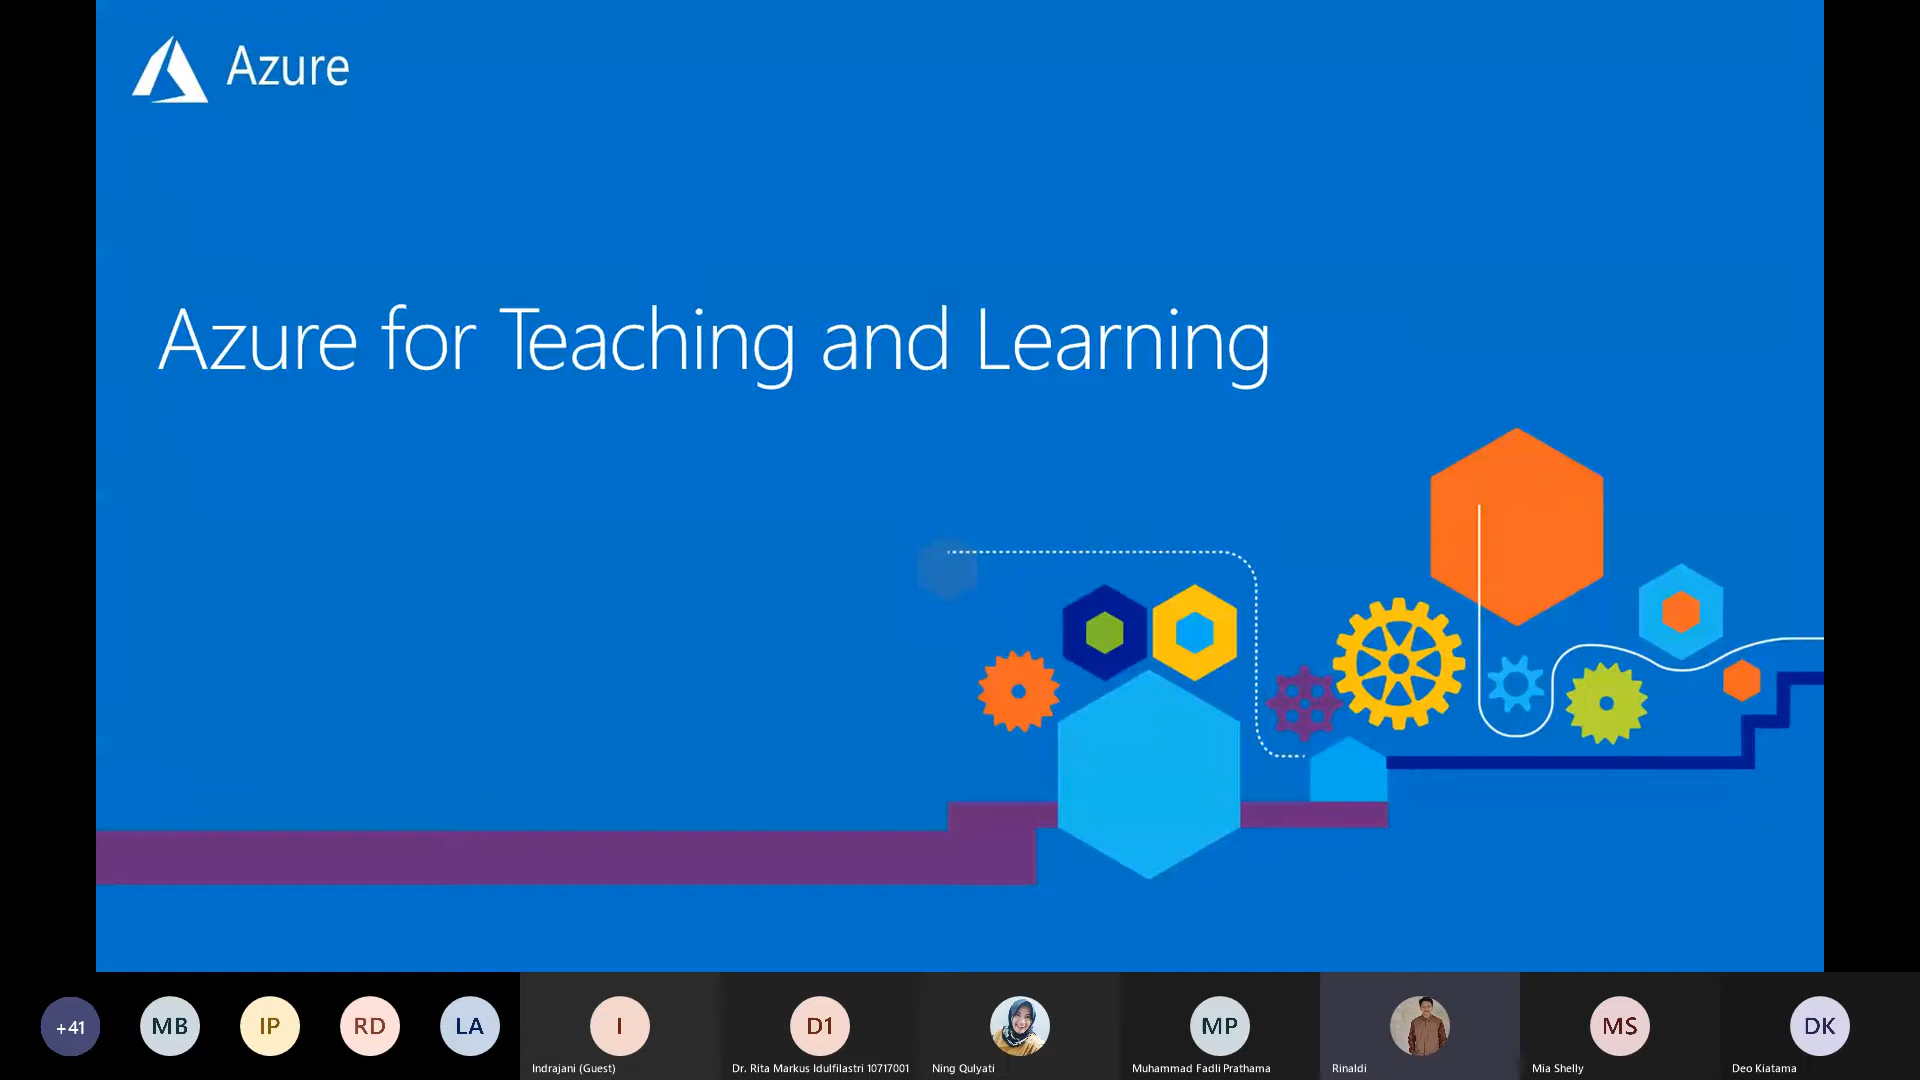 Azure
Azure for Teaching and Learning
+41
MB
IP
RD
LA
I
D1
MP
MS
DK
Indrajani (Guest)
Dr. Rita Markus Idulfilastri 10717001
Ning Qulyati
Muhammad Fadli Prathama
Rinaldi
Mia Shelly
Deo Kiatama